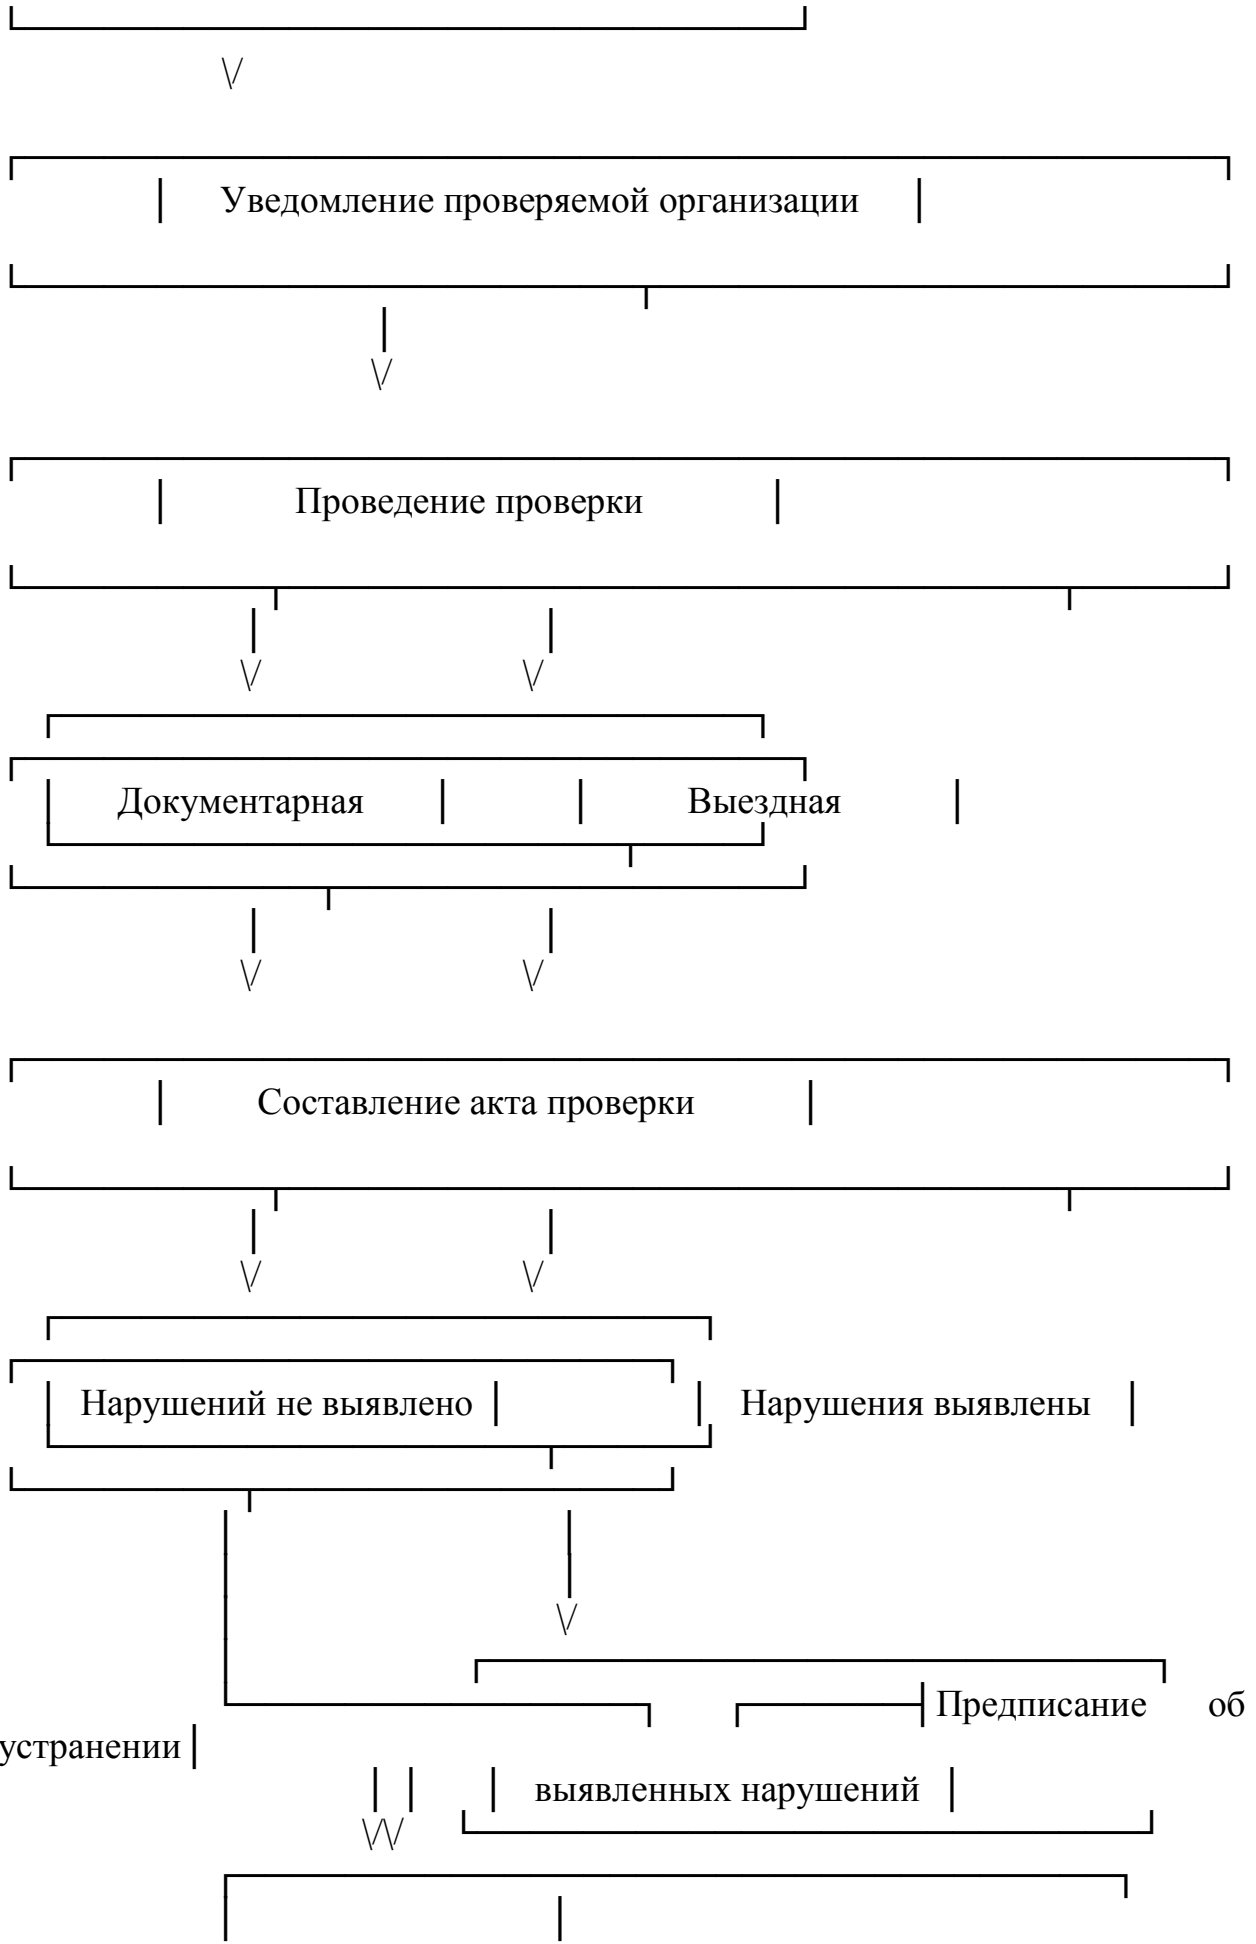 Уведомление проверяемой организации
Проведение проверки
Документарная Выездная
Составление акта проверки
Нарушений не выявлено Нарушения выявлены
Предписание об
устранении
выявленных нарушений